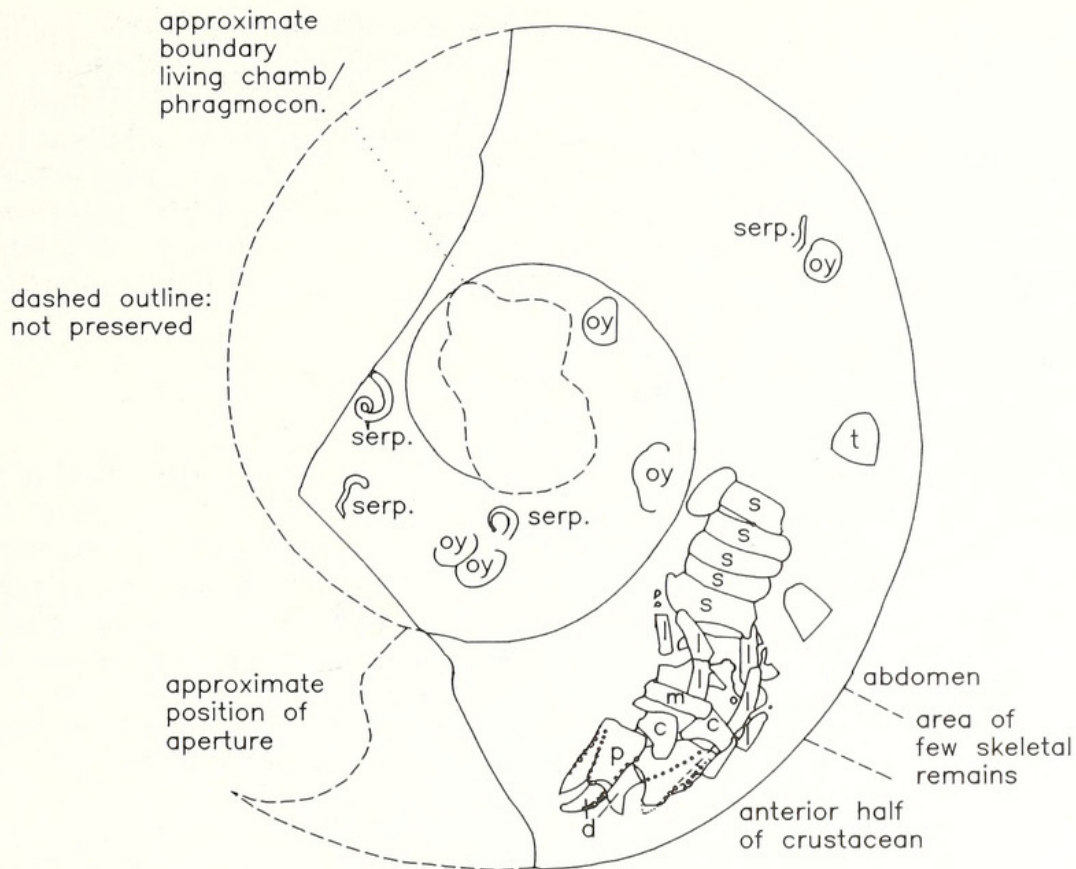 approximate
boundary
living chamb/
phragmocon.
serp.
oy
dashed outline:
not preserved
oy
serp.
t
oy
serp.
serp.
oy
oy
s
s
s
s
s
l
l
l
l
l
l
m
c
c
p
d
approximate
position of
aperture
abdomen
area of
few skeletal
remains
anterior half
of crustacean